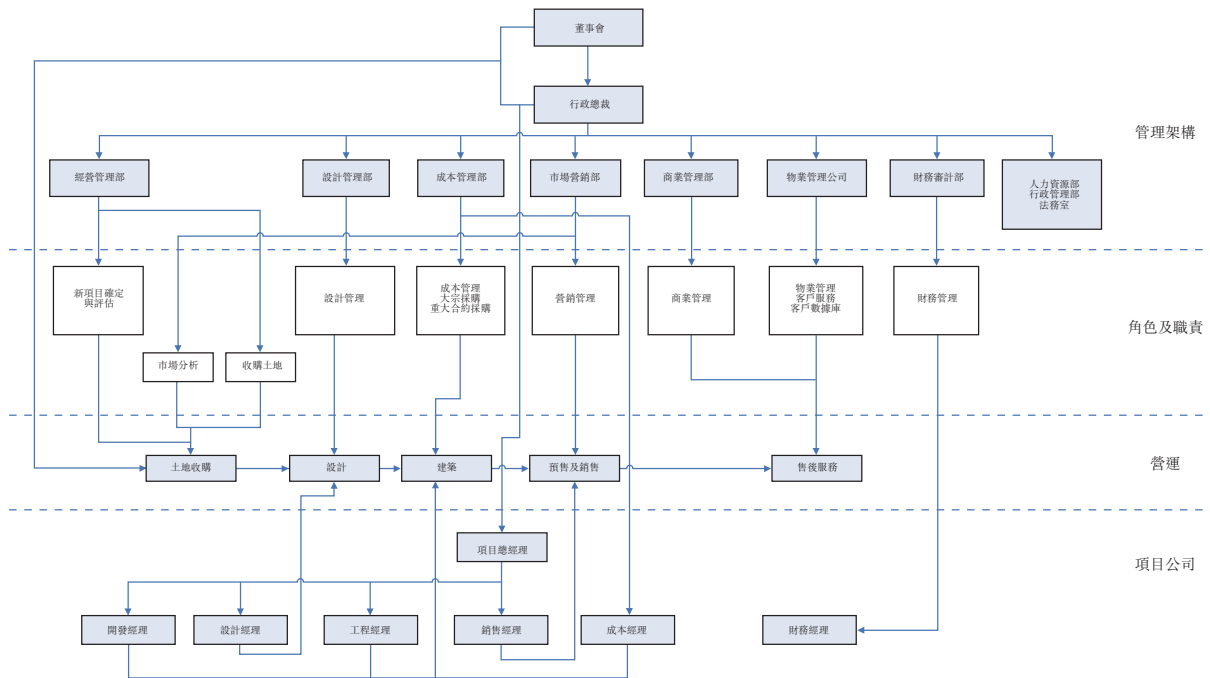 董事會
行政總裁
管理架構
經營管理部
設計管理部
成本管理部
市場營銷部
商業管理部
物業管理公司
財務審計部
人力資源部
行政管理部
法務室
新項目確定
與評估
設計管理
成本管理
大宗採購
重大合約採購
營銷管理
商業管理
物業管理
客戶服務
客戶數據庫
財務管理
角色及職責
市場分析
收購土地
土地收購
設計
建築
預售及銷售
售後服務
營運
項目總經理
項目公司
開發經理
設計經理
工程經理
銷售經理
成本經理
財務經理